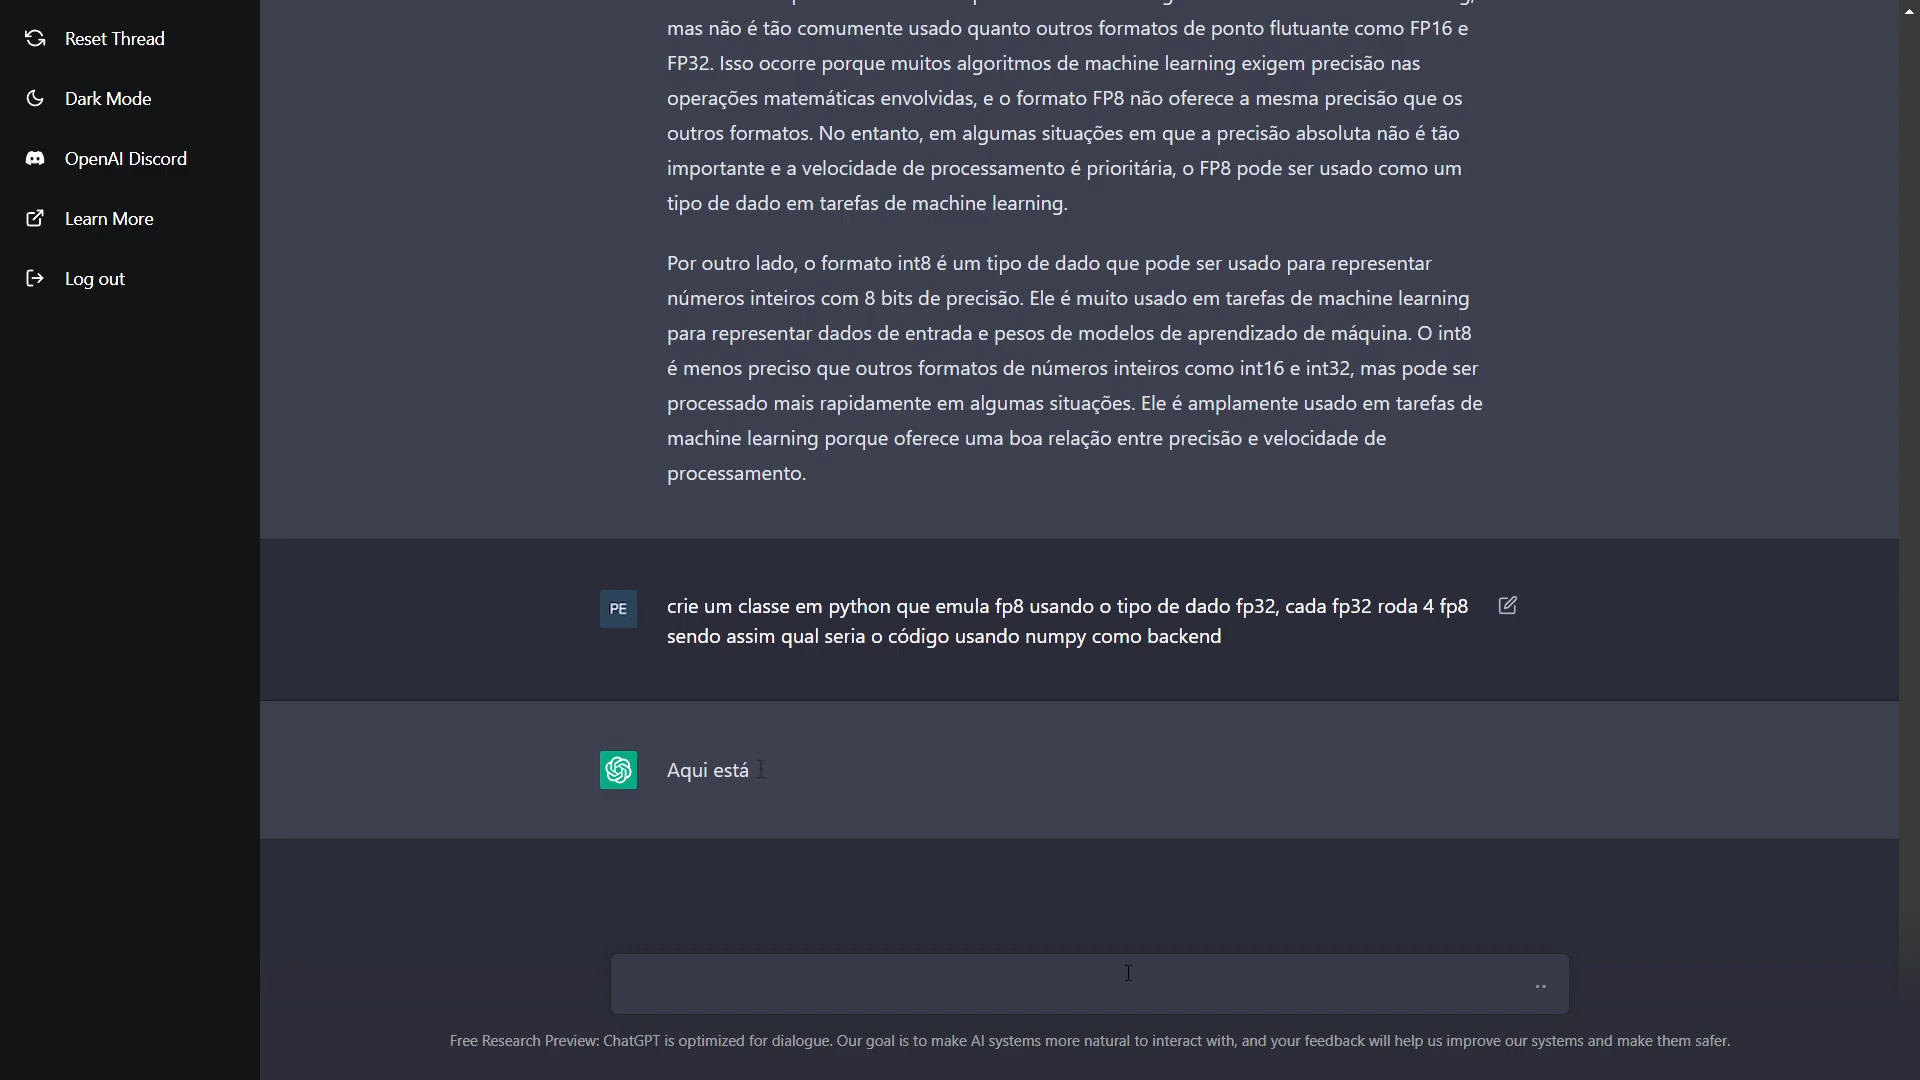 Reset Thread
Dark Mode
OpenAI Discord
Learn More
Log out
mas não é tão comumente usado quanto outros formatos de ponto flutuante como FP16 e
FP32. Isso ocorre porque muitos algoritmos de machine learning exigem precisão nas
operações matemáticas envolvidas, e o formato FP8 não oferece a mesma precisão que os
outros formatos. No entanto, em algumas situações em que a precisão absoluta não é tão
importante e a velocidade de processamento é prioritária, o FP8 pode ser usado como um
tipo de dado em tarefas de machine learning.
Por outro lado, o formato int8 é um tipo de dado que pode ser usado para representar
números inteiros com 8 bits de precisão. Ele é muito usado em tarefas de machine learning
para representar dados de entrada e pesos de modelos de aprendizado de máquina. O int8
é menos preciso que outros formatos de números inteiros como int16 e int32, mas pode ser
processado mais rapidamente em algumas situações. Ele é amplamente usado em tarefas de
machine learning porque oferece uma boa relação entre precisão e velocidade de
processamento.
PE
crie um classe em python que emula fp8 usando o tipo de dado fp32, cada fp32 roda 4 fp8
sendo assim qual seria o código usando numpy como backend
Aqui está
Free Research Preview: ChatGPT is optimized for dialogue. Our goal is to make AI systems more natural to interact with, and your feedback will help us improve our systems and make them safer.